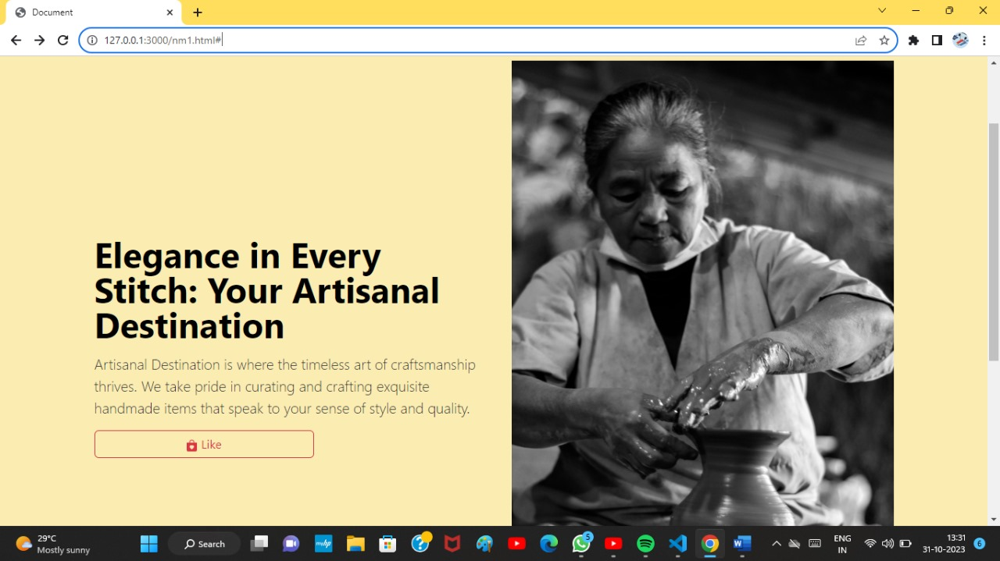 Document
127.0.0.1:3000/nm1.html#
Elegance in Every
Stitch: Your Artisanal
Destination
Artisanal Destination is where the timeless art of craftsmanship
thrives. We take pride in curating and crafting exquisite
handmade items that speak to your sense of style and quality.
Like
29°C
Mostly sunny
Search
myhp
5
W
ENG
IN
13:31
31-10-2023
6